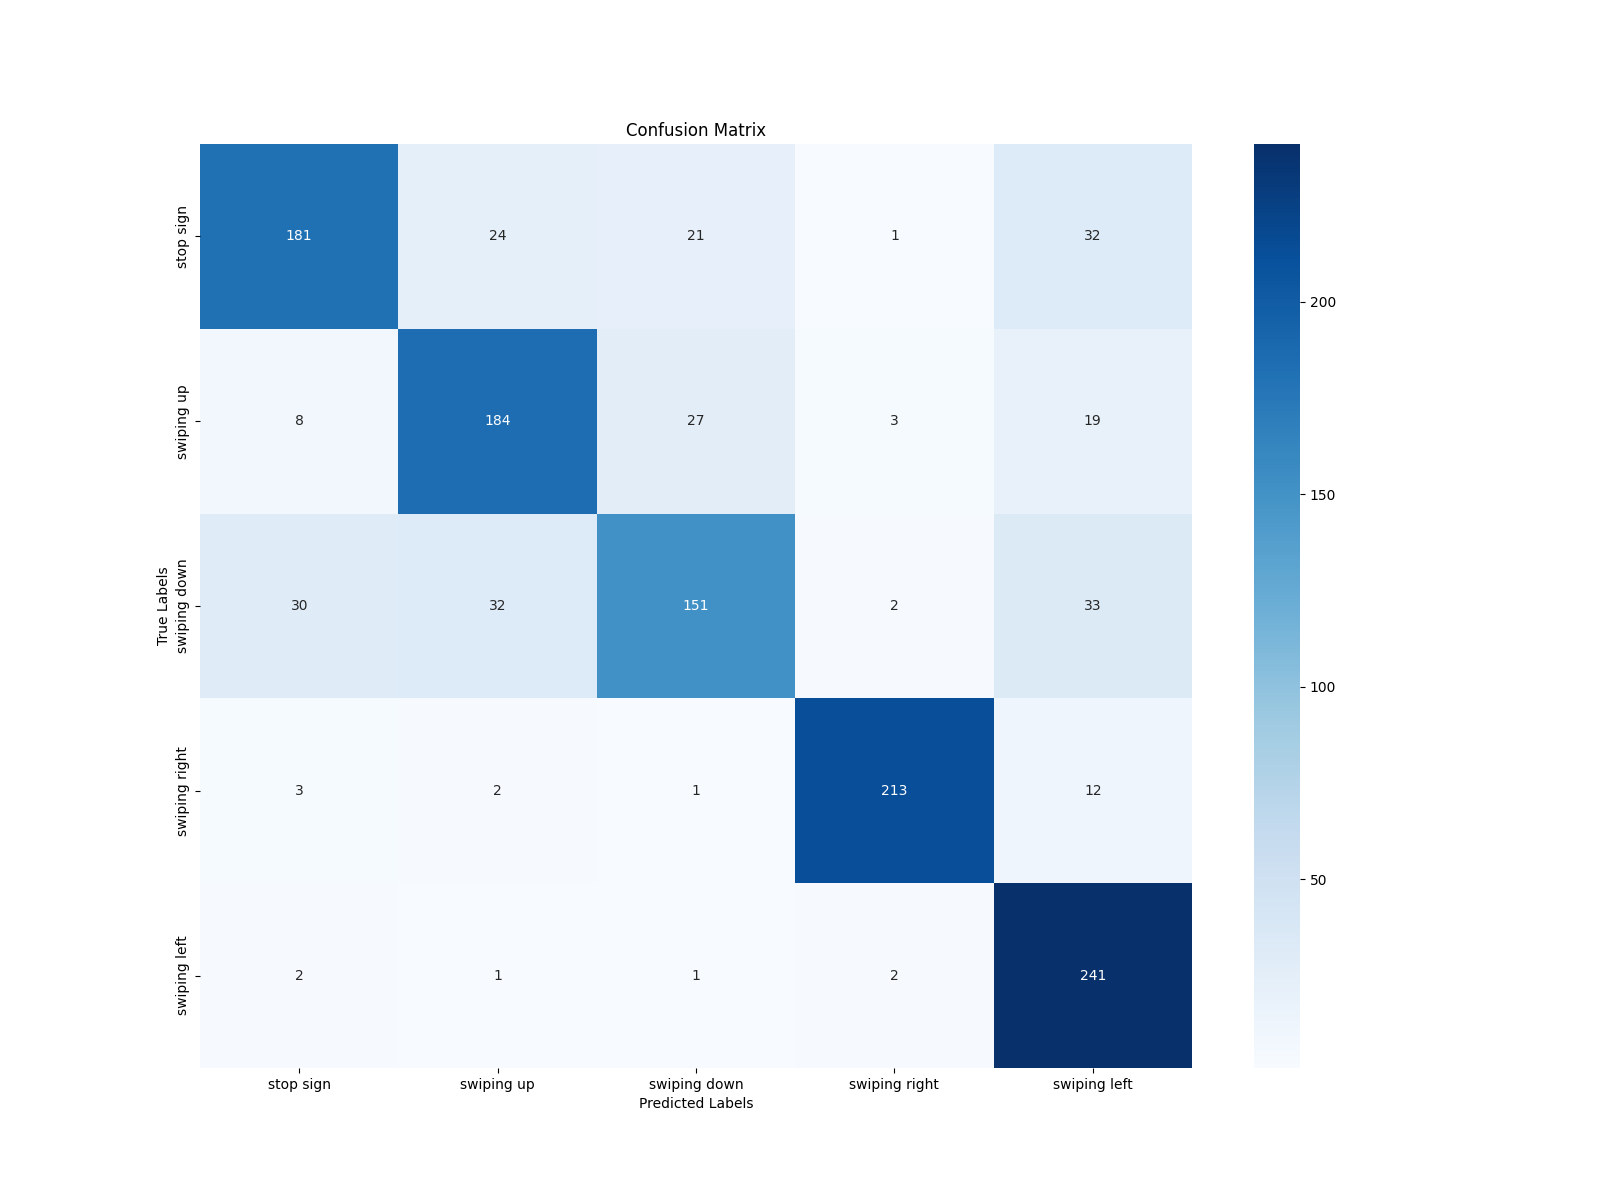 Confusion Matrix
stop sign 181 24 21 1 32
swiping up 8 184 27 3 19
swiping down 30 32 151 2 33
swiping right 3 2 1 213 12
swiping left 2 1 1 2 241
True Labels
stop sign swiping up swiping down swiping right swiping left
Predicted Labels
200
150
100
50